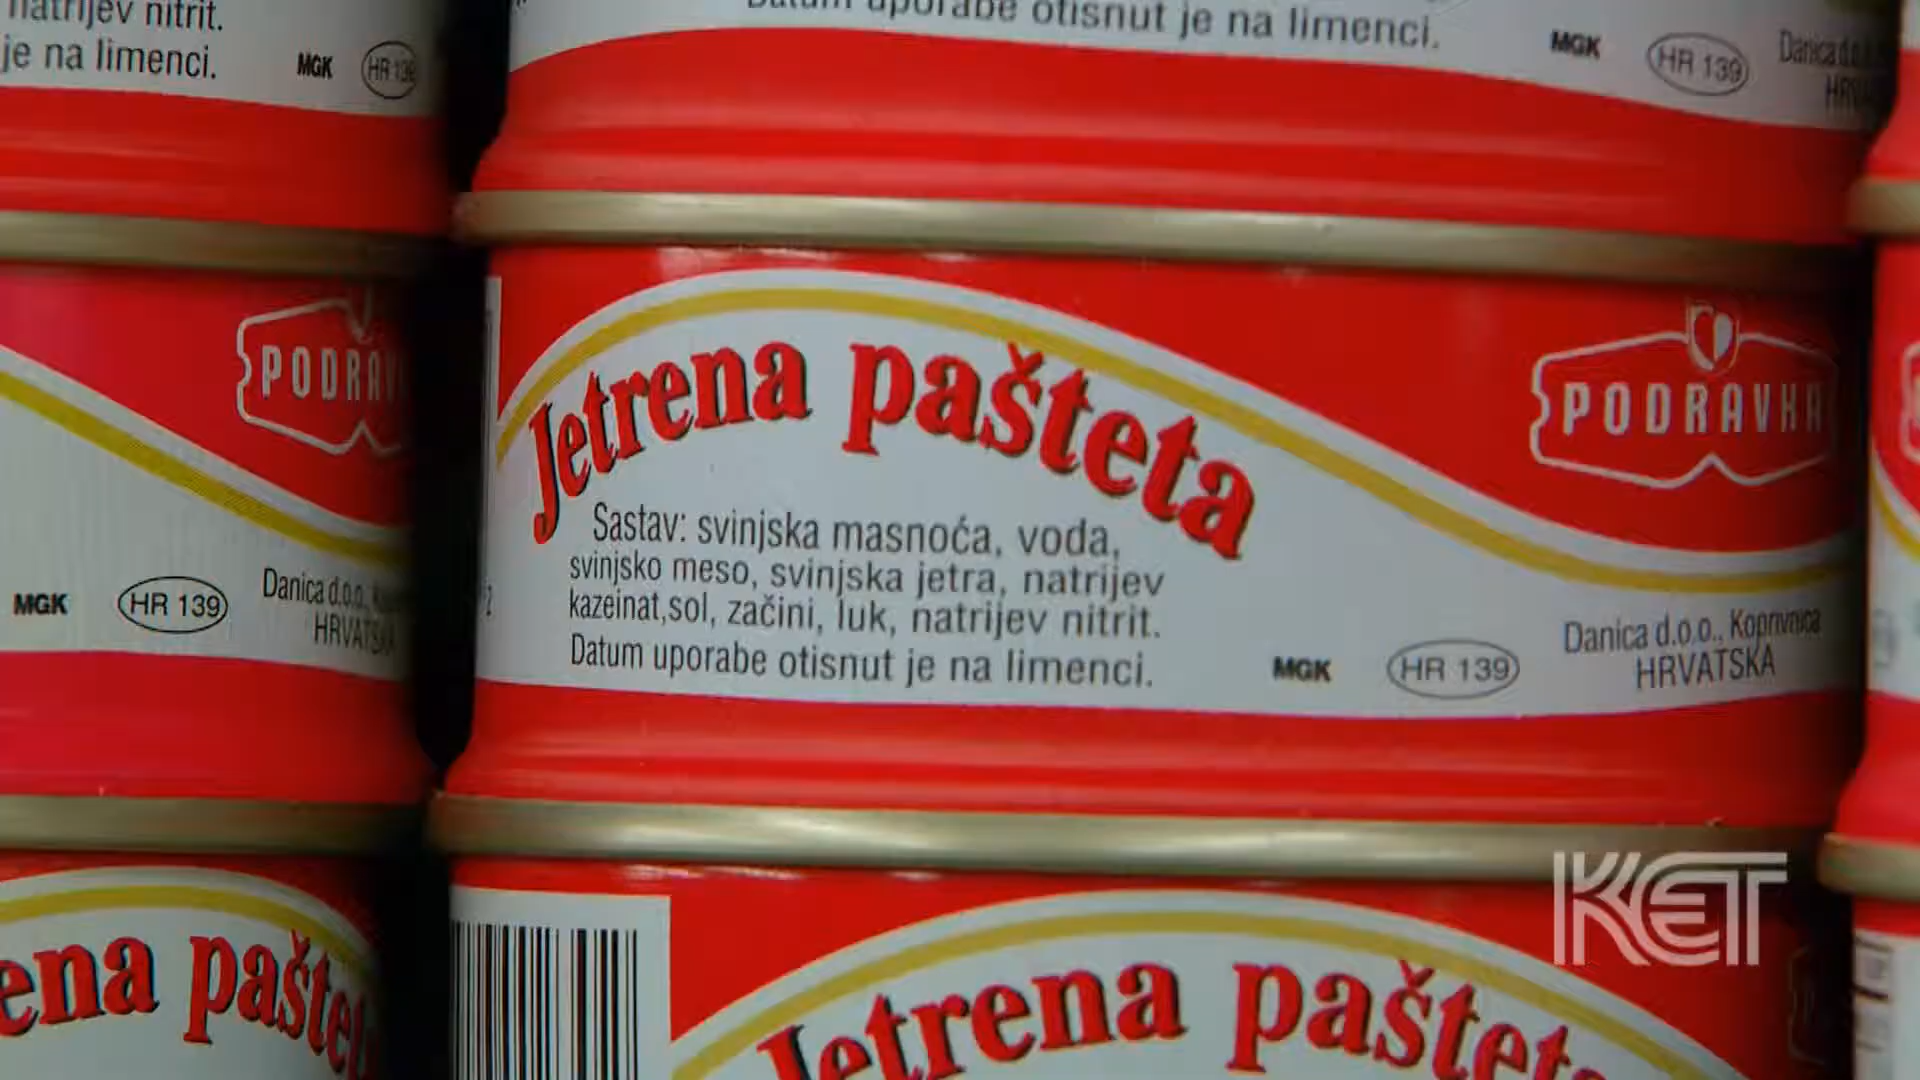 natrijev nitrit.
je na limenci.
MGK
HR 139
Datum uporabe otisnut je na limenci.
MGK
HR 139
Danica d.o.o.
PODRAVKA
MGK
HR 139
Danica d.o.o.,
HRVATSKA
Jetrena pašteta
Sastav: svinjska masnoća, voda,
svinjsko meso, svinjska jetra, natrijev
kazeinat,sol, začini, luk, natrijev nitrit.
Datum uporabe otisnut je na limenci.
MGK
HR 139
PODRAVKA
Danica d.o.o., Koprivnica
HRVATSKA
ena pašte
Jetrena pašteta
KET